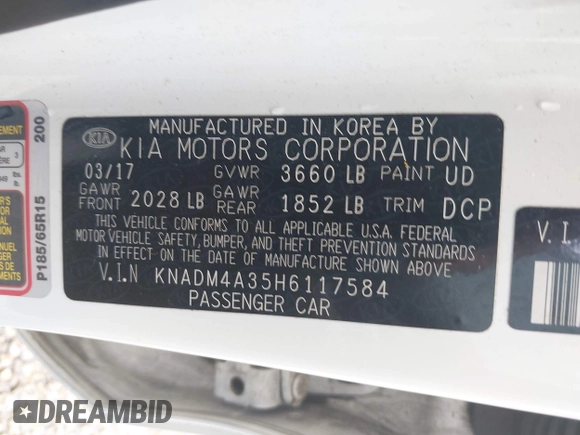 MANUFACTURED IN KOREA BY
KIA KIA MOTORS CORPORATION
03/17 GVWR 3660 LB PAINT UD
GAWR FRONT 2028 LB GAWR REAR 1852 LB TRIM DCP
THIS VEHICLE CONFORMS TO ALL APPLICABLE U.S.A. FEDERAL
MOTOR VEHICLE SAFETY, BUMPER, AND THEFT PREVENTION STANDARDS
IN EFFECT ON THE DATE OF MANUFACTURE SHOWN ABOVE
V.I.N KNADM4A35H6117584
PASSENGER CAR
P185/65R15
200
V.I.
DREAMBID